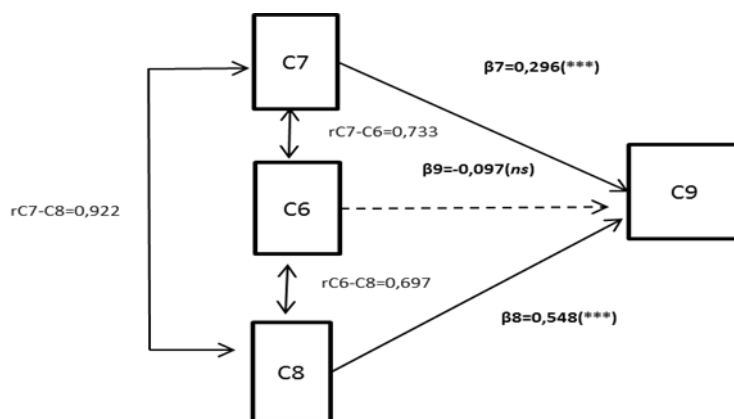 C7
β7=0,296(***)
rC7-C6=0,733
β9=-0,097(ns)
C9
C6
rC7-C8=0,922
rC6-C8=0,697
β8=0,548(***)
C8